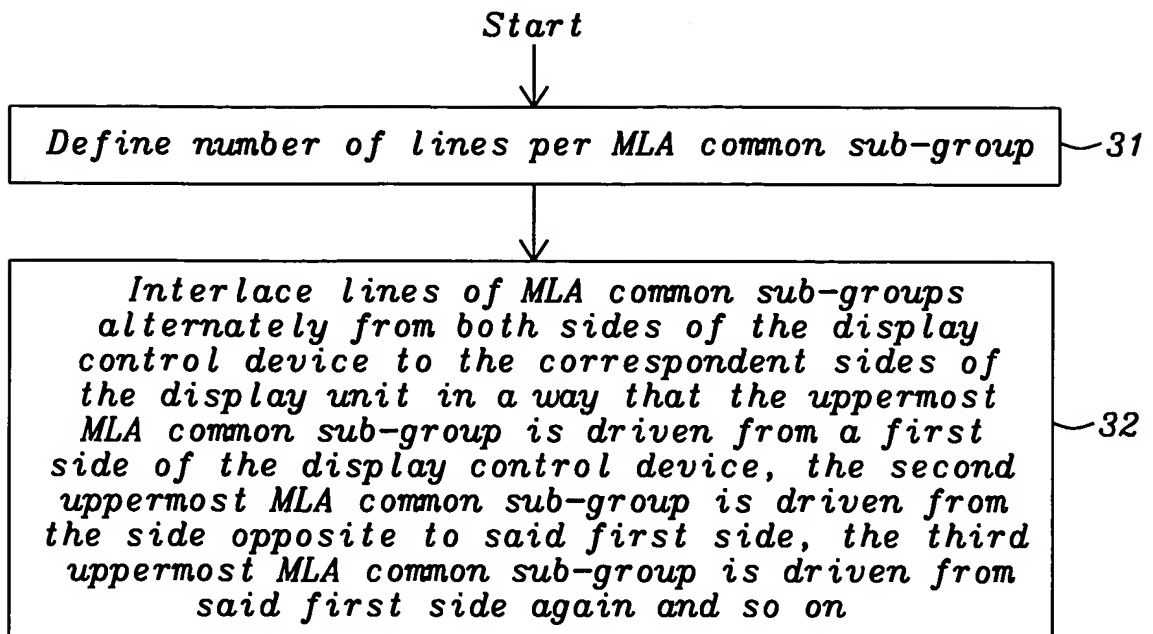 Start
Define number of lines per MLA common sub-group
31
Interlace lines of MLA common sub-groups
alternately from both sides of the display
control device to the correspondent sides of
the display unit in a way that the uppermost
MLA common sub-group is driven from a first
side of the display control device, the second
uppermost MLA common sub-group is driven from
the side opposite to said first side, the third
uppermost MLA common sub-group is driven from
said first side again and so on
32